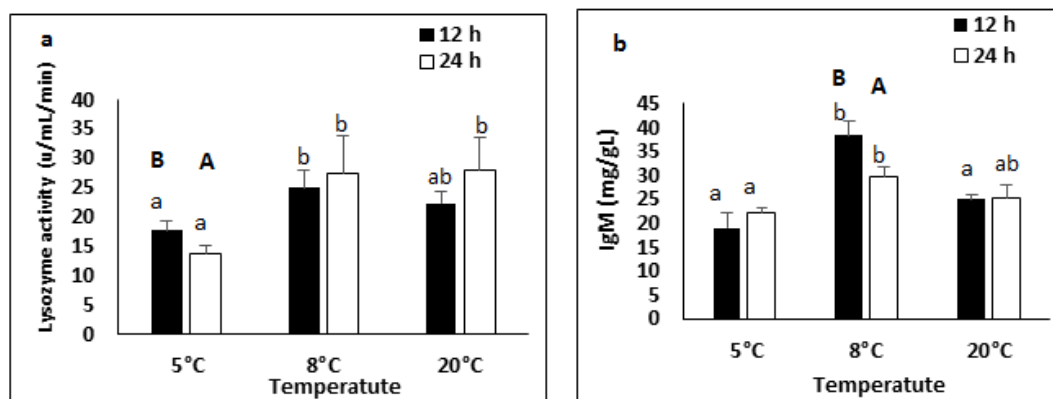 a
12 h
24 h
Lysozyme activity (u/mL/min)
40
35
30
25
20
15
10
5
0
B A
a a
b b
ab b
5°C 8°C 20°C
Temperatute
b
12 h
24 h
IgM (mg/gL)
45
40
35
30
25
20
15
10
5
0
B A
a a
b b
a ab
5°C 8°C 20°C
Temperatute